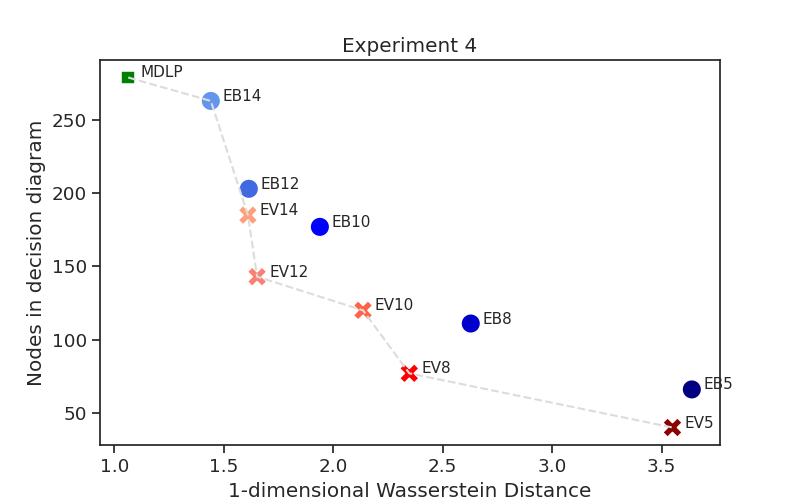 Experiment 4
MDLP
EB14
EB12
EV14
EB10
EV12
EV10
EB8
EV8
EB5
EV5
250
200
150
100
50
Nodes in decision diagram
1.0 1.5 2.0 2.5 3.0 3.5
1-dimensional Wasserstein Distance